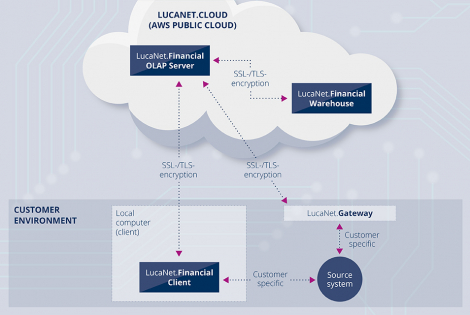 LUCANET.CLOUD
(AWS PUBLIC CLOUD)
LucaNet.Financial
OLAP Server
SSL-/TLS-
encryption
LucaNet.Financial
Warehouse
SSL-/TLS-
encryption
SSL-/TLS-
encryption
CUSTOMER
ENVIRONMENT
Local
computer
(client)
LucaNet.Gateway
Customer
specific
LucaNet.Financial
Client
Customer
specific
Source
system